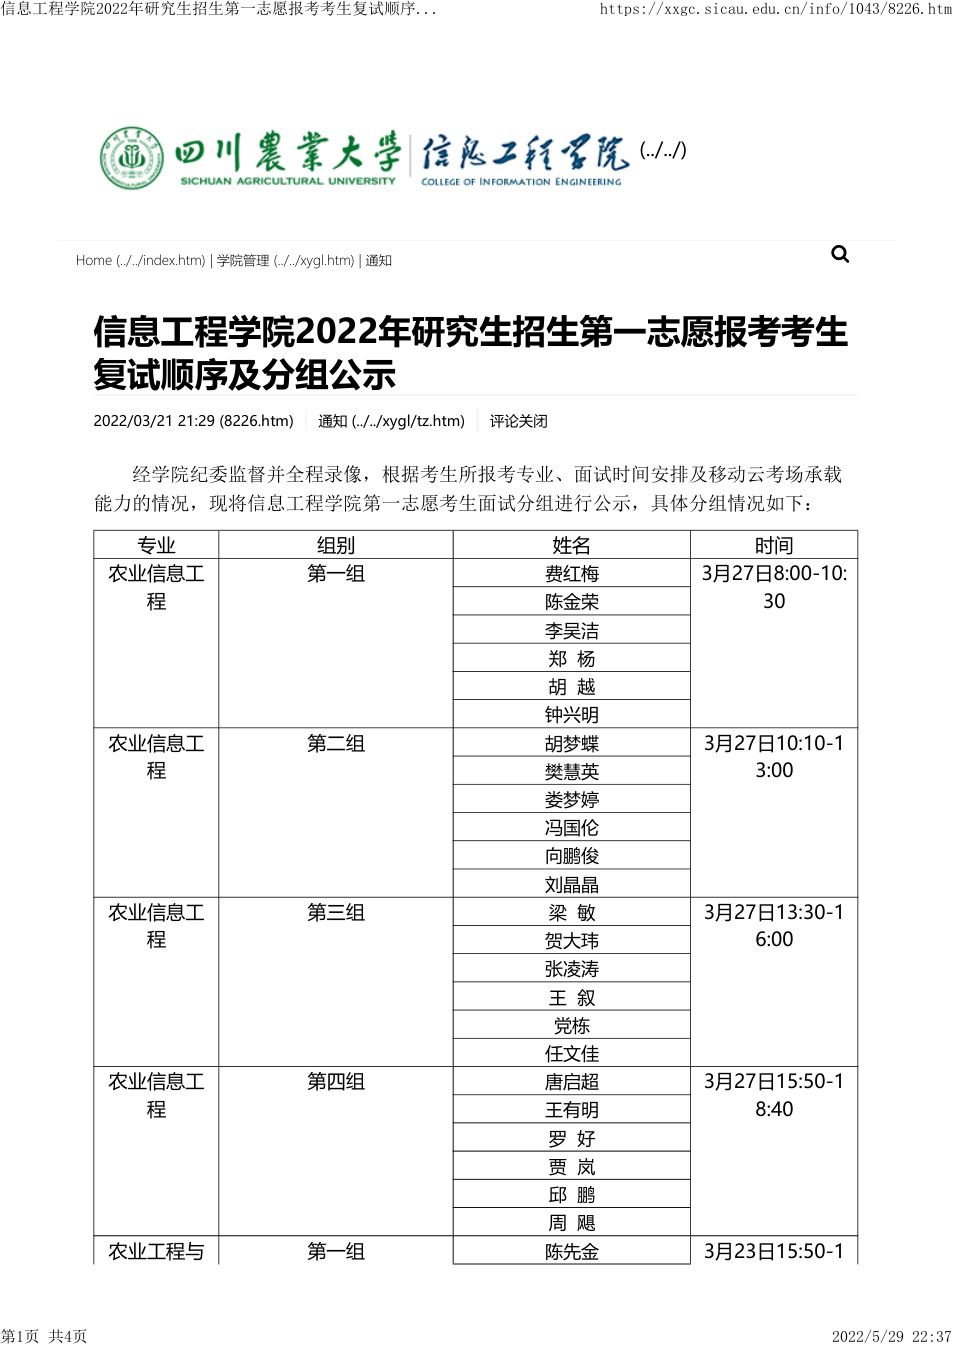 信息工程学院2022年研究生招生第一志愿报考考生复试顺序...
https://xxgc.sicau.edu.cn/info/1043/8226.htm
四川農業大学 信息工程学院 (../../)
SICHUAN AGRICULTURAL UNIVERSITY COLLEGE OF INFORMATION ENGINEERING
Home (../../index.htm) | 学院管理 (../../xygl.htm) | 通知
信息工程学院2022年研究生招生第一志愿报考考生
复试顺序及分组公示
2022/03/21 21:29 (8226.htm) 通知 (../../xygl/tz.htm) 评论关闭
经学院纪委监督并全程录像，根据考生所报考专业、面试时间安排及移动云考场承载
能力的情况，现将信息工程学院第一志愿考生面试分组进行公示，具体分组情况如下：
专业 组别 姓名 时间
农业信息工 第一组 费红梅 3月27日8:00-10:
程 陈金荣 30
李吴洁
郑 杨
胡 越
钟兴明
农业信息工 第二组 胡梦蝶 3月27日10:10-1
程 樊慧英 3:00
娄梦婷
冯国伦
向鹏俊
刘晶晶
农业信息工 第三组 梁 敏 3月27日13:30-1
程 贺大玮 6:00
张凌涛
王 叙
党栋
任文佳
农业信息工 第四组 唐启超 3月27日15:50-1
程 王有明 8:40
罗 好
贾 岚
邱 鹏
周 飓
农业工程与 第一组 陈先金 3月23日15:50-1
第1页 共4页
2022/5/29 22:37